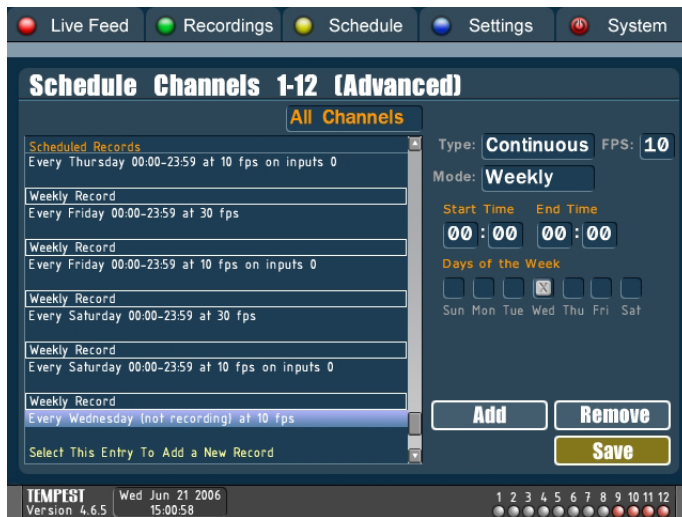 Live Feed Recordings Schedule Settings System
Schedule Channels 1-12 (Advanced)
All Channels
Scheduled Records
Every Thursday 00:00-23:59 at 10 fps on inputs 0
Weekly Record
Every Friday 00:00-23:59 at 30 fps
Weekly Record
Every Friday 00:00-23:59 at 10 fps on inputs 0
Weekly Record
Every Saturday 00:00-23:59 at 30 fps
Weekly Record
Every Saturday 00:00-23:59 at 10 fps on inputs 0
Weekly Record
Every Wednesday (not recording) at 10 fps
Select This Entry To Add a New Record
Type: Continuous FPS: 10
Mode: Weekly
Start Time End Time
00 : 00 00 : 00
Days of the Week
X
Sun Mon Tue Wed Thu Fri Sat
Add Remove
Save
TEMPEST
Version 4.6.5
Wed Jun 21 2006
15:00:58
1 2 3 4 5 6 7 8 9 10 11 12